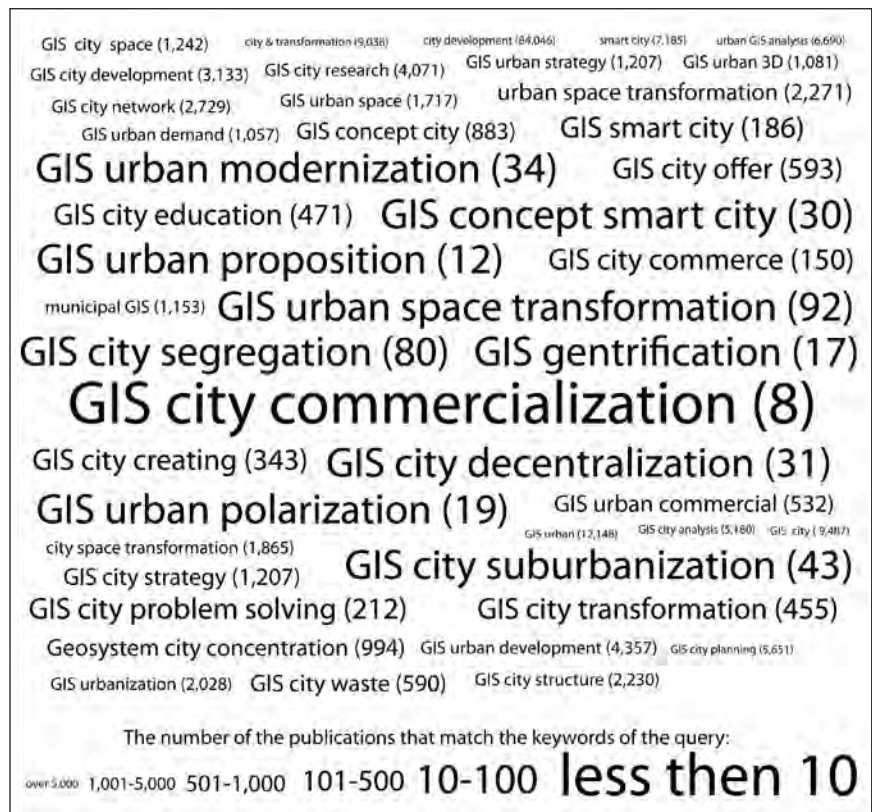 GIS city space (1,242) city & transformation (9,038) city development (84,046) smart city (7,185) urban GIS analysis (6,690)
GIS city development (3,133) GIS city research (4,071) GIS urban strategy (1,207) GIS urban 3D (1,081)
GIS city network (2,729) GIS urban space (1,717) urban space transformation (2,271)
GIS urban demand (1,057) GIS concept city (883) GIS smart city (186)
GIS urban modernization (34) GIS city offer (593)
GIS city education (471) GIS concept smart city (30)
GIS urban proposition (12) GIS city commerce (150)
municipal GIS (1,153) GIS urban space transformation (92)
GIS city segregation (80) GIS gentrification (17)
GIS city commercialization (8)
GIS city creating (343) GIS city decentralization (31)
GIS urban polarization (19) GIS urban commercial (532)
GIS urban (12,148) GIS city analysis (5,180) GIS city ( 9,487)
city space transformation (1,865)
GIS city strategy (1,207) GIS city suburbanization (43)
GIS city problem solving (212) GIS city transformation (455)
Geosystem city concentration (994) GIS urban development (4,357) GIS city planning (5,651)
GIS urbanization (2,028) GIS city waste (590) GIS city structure (2,230)
The number of the publications that match the keywords of the query:
over 5,000 1,001-5,000 501-1,000 101-500 10-100 less then 10